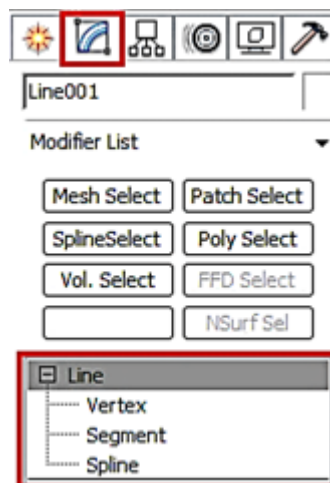 Line001
Modifier List
Mesh Select Patch Select
SplineSelect Poly Select
Vol. Select FFD Select
NSurf Sel
Line
Vertex
Segment
Spline